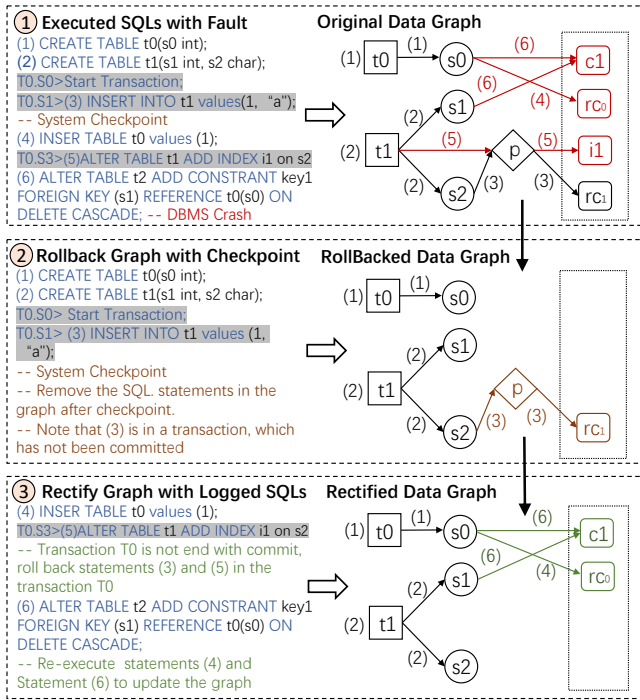 1 Executed SQLs with Fault
(1) CREATE TABLE t0(s0 int);
(2) CREATE TABLE t1(s1 int, s2 char);
T0.S0>Start Transaction;
T0.S1>(3) INSERT INTO t1 values(1, “a”);
-- System Checkpoint
(4) INSER TABLE t0 values (1);
T0.S3>(5)ALTER TABLE t1 ADD INDEX i1 on s2
(6) ALTER TABLE t2 ADD CONSTRAINT key1
FOREIGN KEY (s1) REFERENCE t0(s0) ON
DELETE CASCADE; -- DBMS Crash
Original Data Graph
(1) t0 (1) s0 (6) c1
(6) (4) rc0
(2) s1
(2) t1 (5) p (5) i1
(2) s2 (3) (3) rc1
2 Rollback Graph with Checkpoint
(1) CREATE TABLE t0(s0 int);
(2) CREATE TABLE t1(s1 int, s2 char);
T0.S0> Start Transaction;
T0.S1> (3) INSERT INTO t1 values (1,
“a”);
-- System Checkpoint
-- Remove the SQL. statements in the
graph after checkpoint.
-- Note that (3) is in a transaction, which
has not been committed
RollBacked Data Graph
(1) t0 (1) s0
(2) s1
(2) t1 p
(2) s2 (3) (3) rc1
3 Rectify Graph with Logged SQLs
(4) INSER TABLE t0 values (1);
T0.S3>(5)ALTER TABLE t1 ADD INDEX i1 on s2
-- Transaction T0 is not end with commit,
roll back statements (3) and (5) in the
transaction T0
(6) ALTER TABLE t2 ADD CONSTRAINT key1
FOREIGN KEY (s1) REFERENCE t0(s0) ON
DELETE CASCADE;
-- Re-execute statements (4) and
Statement (6) to update the graph
Rectified Data Graph
(1) t0 (1) s0 (6) c1
(6) (4) rc0
(2) s1
(2) t1
(2) s2